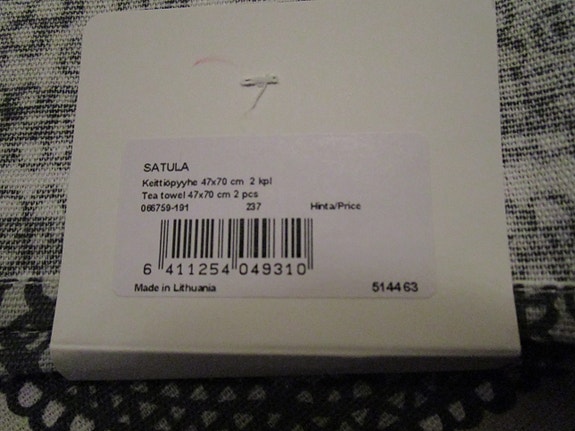 SATULA
Keittiöpyyhe 47x70 cm 2 kpl
Tea towel 47x70 cm 2 pcs
066759-191 237 Hinta/Price
6 411254 049310
Made in Lithuania 514463